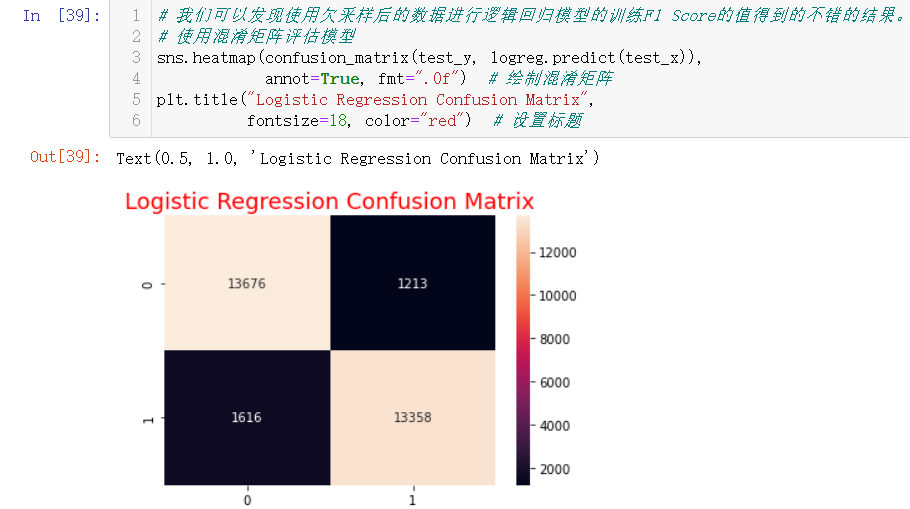 In [39]:
1 # 我们可以发现使用欠采样后的数据进行逻辑回归模型的训练F1 Score的值得到的不错的结果。
2 # 使用混淆矩阵评估模型
3 sns.heatmap(confusion_matrix(test_y, logreg.predict(test_x)),
4 annot=True, fmt=".0f") # 绘制混淆矩阵
5 plt.title("Logistic Regression Confusion Matrix",
6 fontsize=18, color="red") # 设置标题
Out[39]: Text(0.5, 1.0, 'Logistic Regression Confusion Matrix')
Logistic Regression Confusion Matrix
0 13676 1213
1 1616 13358
0 1
12000
10000
8000
6000
4000
2000